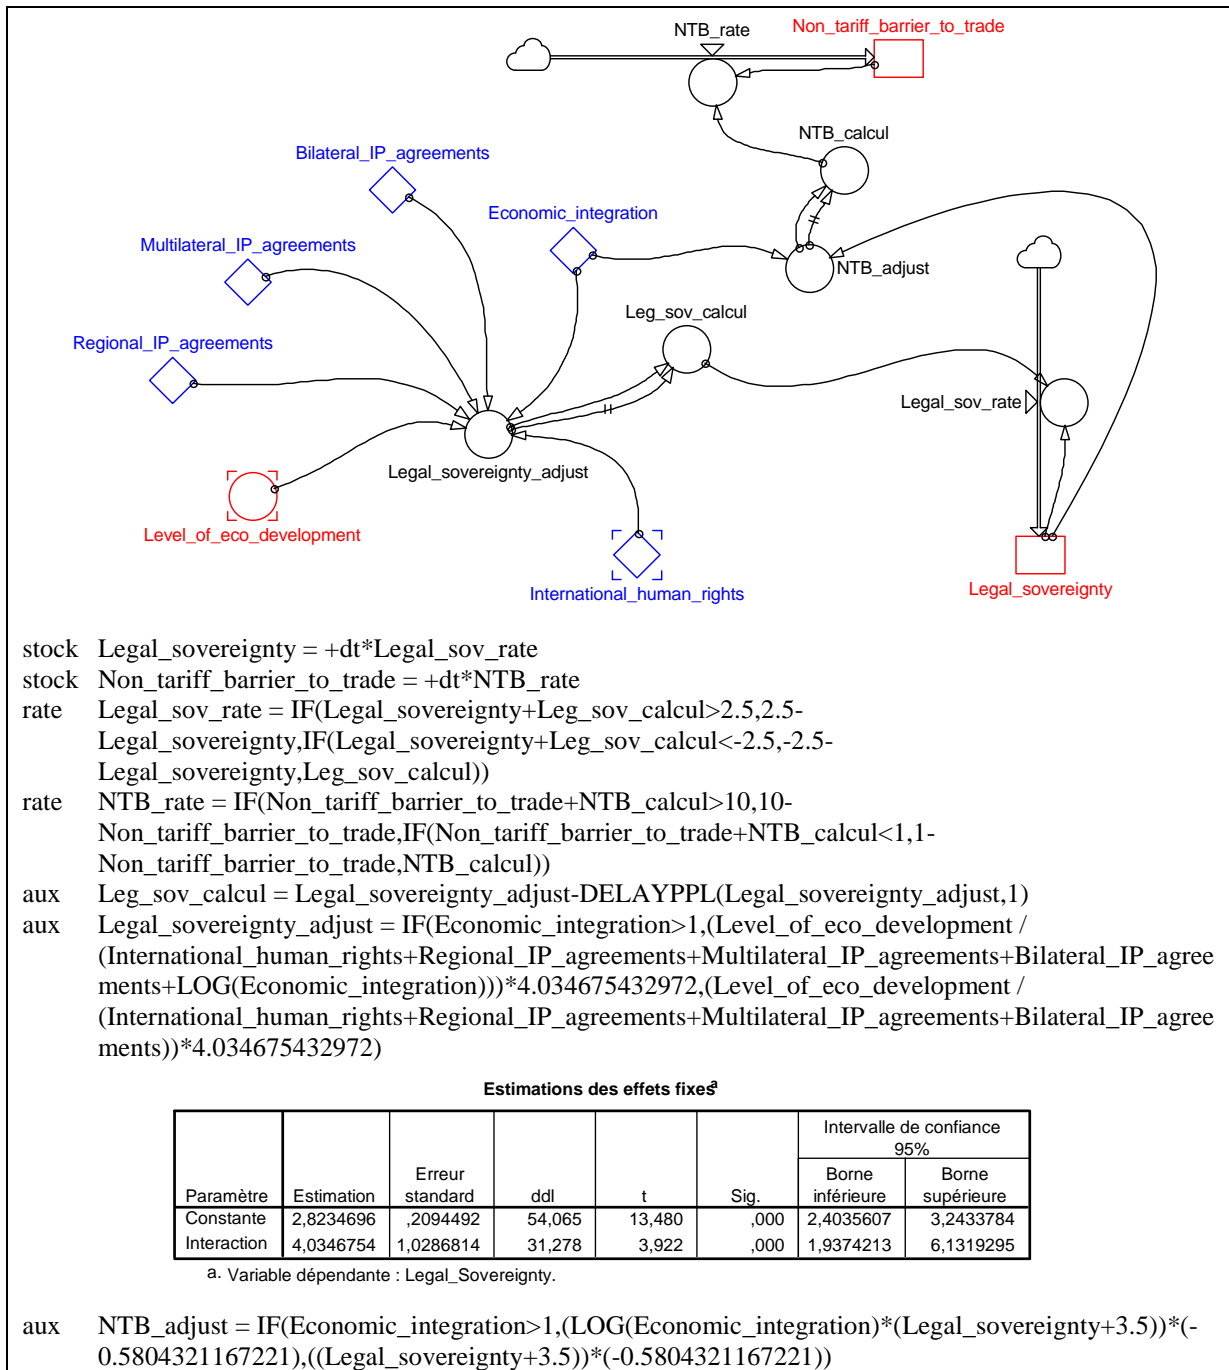 NTB_rate
Non_tariff_barrier_to_trade
NTB_calcul
Bilateral_IP_agreements
Economic_integration
Multilateral_IP_agreements
NTB_adjust
Leg_sov_calcul
Regional_IP_agreements
Legal_sov_rate
Legal_sovereignty_adjust
Level_of_eco_development
International_human_rights
Legal_sovereignty
stock Legal_sovereignty = +dt*Legal_sov_rate
stock Non_tariff_barrier_to_trade = +dt*NTB_rate
rate Legal_sov_rate = IF(Legal_sovereignty+Leg_sov_calcul>2.5,2.5-
Legal_sovereignty,IF(Legal_sovereignty+Leg_sov_calcul<-2.5,-2.5-
Legal_sovereignty,Leg_sov_calcul))
rate NTB_rate = IF(Non_tariff_barrier_to_trade+NTB_calcul>10,10-
Non_tariff_barrier_to_trade,IF(Non_tariff_barrier_to_trade+NTB_calcul<1,1-
Non_tariff_barrier_to_trade,NTB_calcul))
aux Leg_sov_calcul = Legal_sovereignty_adjust-DELAYPPL(Legal_sovereignty_adjust,1)
aux Legal_sovereignty_adjust = IF(Economic_integration>1,(Level_of_eco_development /
(International_human_rights+Regional_IP_agreements+Multilateral_IP_agreements+Bilateral_IP_agree
ments+LOG(Economic_integration)))*4.034675432972,(Level_of_eco_development /
(International_human_rights+Regional_IP_agreements+Multilateral_IP_agreements+Bilateral_IP_agree
ments))*4.034675432972)
Estimations des effets fixes a
Intervalle de confiance
95%
Paramètre Estimation Erreur standard ddl t Sig. Borne inférieure Borne supérieure
Constante 2,8234696 ,2094492 54,065 13,480 ,000 2,4035607 3,2433784
Interaction 4,0346754 1,0286814 31,278 3,922 ,000 1,9374213 6,1319295
a. Variable dépendante : Legal_Sovereignty.
aux NTB_adjust = IF(Economic_integration>1,(LOG(Economic_integration)*(Legal_sovereignty+3.5))*(-
0.5804321167221),((Legal_sovereignty+3.5))*(-0.5804321167221))